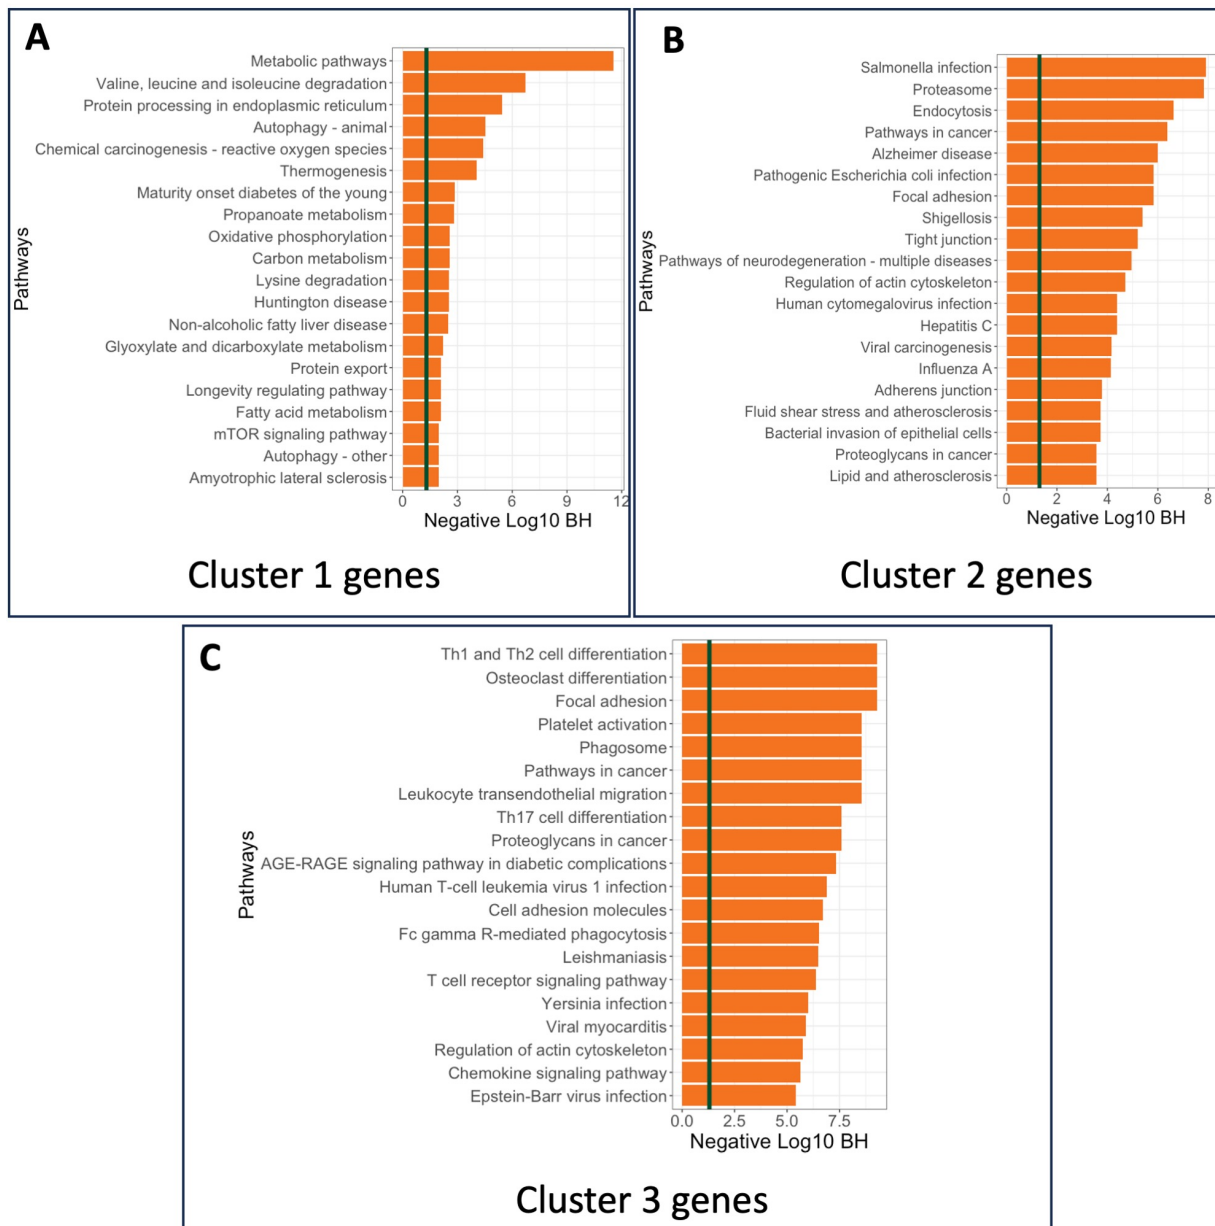 A
Pathways
Metabolic pathways
Valine, leucine and isoleucine degradation
Protein processing in endoplasmic reticulum
Autophagy - animal
Chemical carcinogenesis - reactive oxygen species
Thermogenesis
Maturity onset diabetes of the young
Propanoate metabolism
Oxidative phosphorylation
Carbon metabolism
Lysine degradation
Huntington disease
Non-alcoholic fatty liver disease
Glyoxylate and dicarboxylate metabolism
Protein export
Longevity regulating pathway
Fatty acid metabolism
mTOR signaling pathway
Autophagy - other
Amyotrophic lateral sclerosis
0 3 6 9 12
Negative Log10 BH
Cluster 1 genes
B
Pathways
Salmonella infection
Proteasome
Endocytosis
Pathways in cancer
Alzheimer disease
Pathogenic Escherichia coli infection
Focal adhesion
Shigellosis
Tight junction
Pathways of neurodegeneration - multiple diseases
Regulation of actin cytoskeleton
Human cytomegalovirus infection
Hepatitis C
Viral carcinogenesis
Influenza A
Adherens junction
Fluid shear stress and atherosclerosis
Bacterial invasion of epithelial cells
Proteoglycans in cancer
Lipid and atherosclerosis
0 2 4 6 8
Negative Log10 BH
Cluster 2 genes
C
Pathways
Th1 and Th2 cell differentiation
Osteoclast differentiation
Focal adhesion
Platelet activation
Phagosome
Pathways in cancer
Leukocyte transendothelial migration
Th17 cell differentiation
Proteoglycans in cancer
AGE-RAGE signaling pathway in diabetic complications
Human T-cell leukemia virus 1 infection
Cell adhesion molecules
Fc gamma R-mediated phagocytosis
Leishmaniasis
T cell receptor signaling pathway
Yersinia infection
Viral myocarditis
Regulation of actin cytoskeleton
Chemokine signaling pathway
Epstein-Barr virus infection
0.0 2.5 5.0 7.5
Negative Log10 BH
Cluster 3 genes